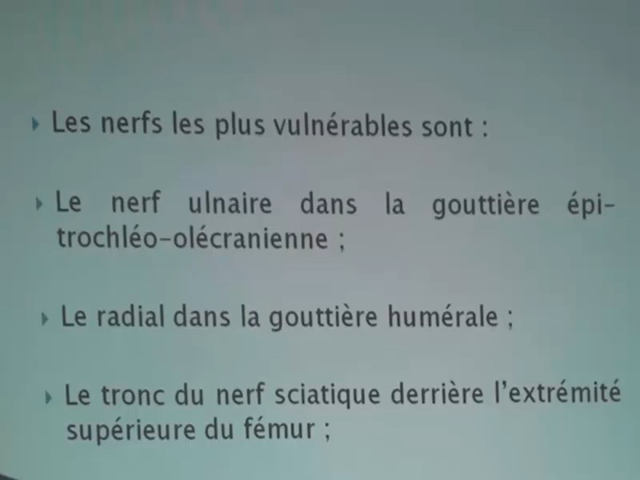 Les nerfs les plus vulnérables sont :
Le nerf ulnaire dans la gouttière épi-
trochléo-olécranienne ;
Le radial dans la gouttière humérale ;
Le tronc du nerf sciatique derrière l'extrémité
supérieure du fémur ;